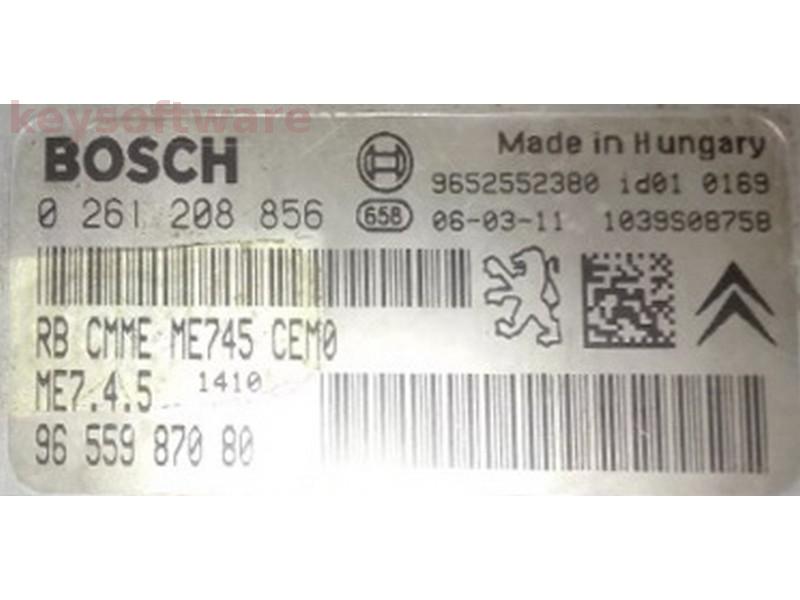 keysoftware
BOSCH
Made in Hungary
9652552380 id01 0169
0 261 208 856
658
06-03-11 1039S08758
RB CMME ME745 CEM0
ME7.4.5 1410
96 559 870 80